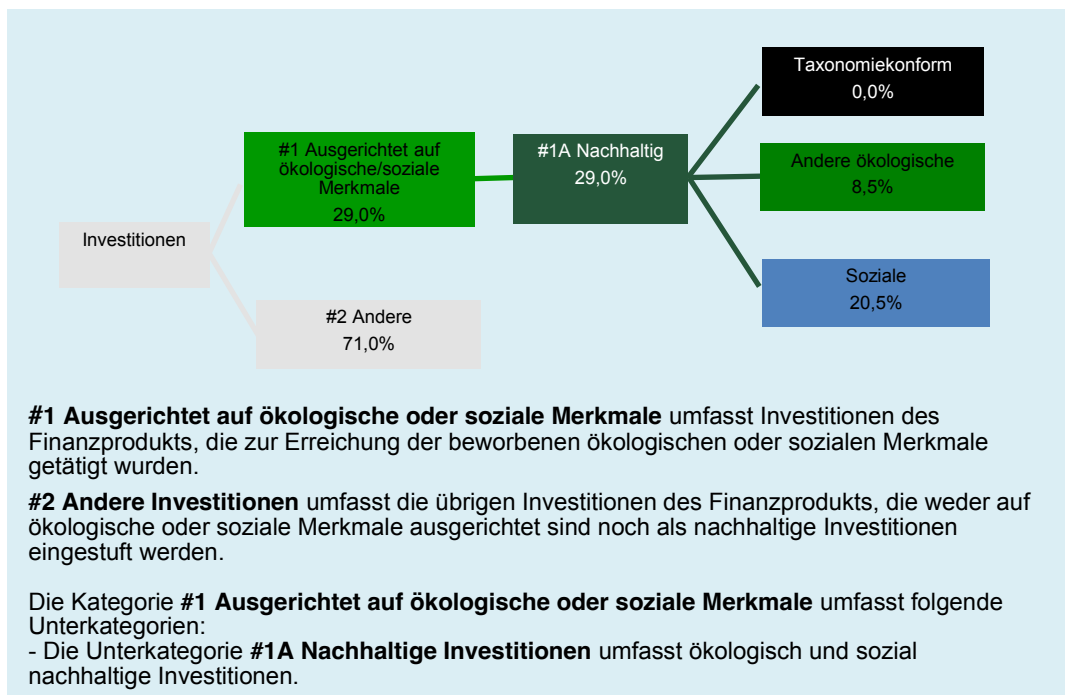 Investitionen
#1 Ausgerichtet auf
ökologische/soziale
Merkmale
29,0%
#2 Andere
71,0%
#1A Nachhaltig
29,0%
Taxonomiekonform
0,0%
Andere ökologische
8,5%
Soziale
20,5%
#1 Ausgerichtet auf ökologische oder soziale Merkmale umfasst Investitionen des
Finanzprodukts, die zur Erreichung der beworbenen ökologischen oder sozialen Merkmale
getätigt wurden.
#2 Andere Investitionen umfasst die übrigen Investitionen des Finanzprodukts, die weder auf
ökologische oder soziale Merkmale ausgerichtet sind noch als nachhaltige Investitionen
eingestuft werden.
Die Kategorie #1 Ausgerichtet auf ökologische oder soziale Merkmale umfasst folgende
Unterkategorien:
- Die Unterkategorie #1A Nachhaltige Investitionen umfasst ökologisch und sozial
nachhaltige Investitionen.